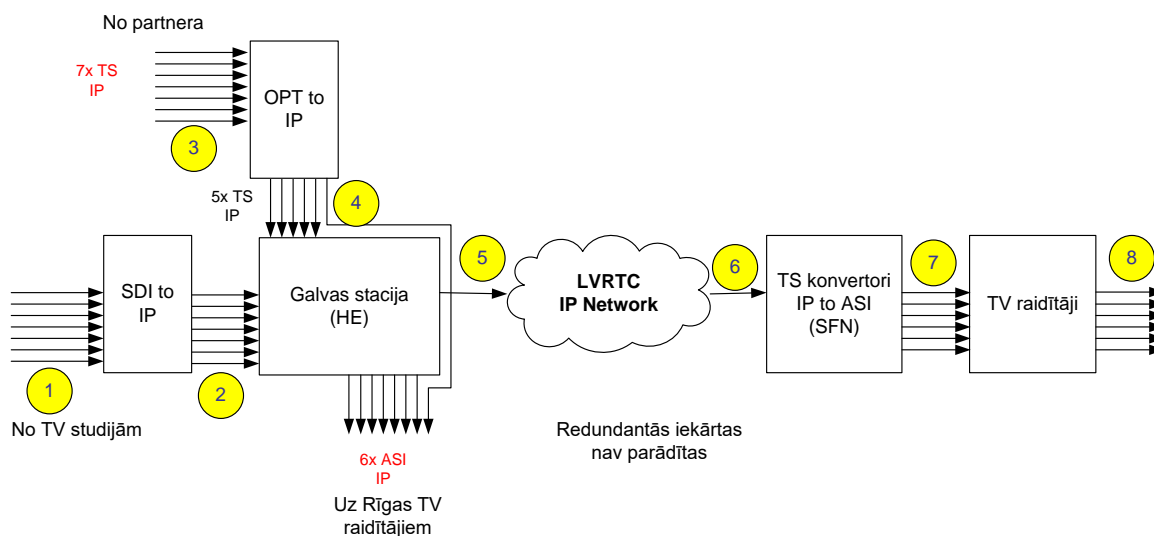 No partnera
7x TS
IP
3
OPT to
IP
5x TS
IP
4
1
No TV studijām
SDI to
IP
2
Galvas stacija
(HE)
5
LVRTC
IP Network
6
TS konvertori
IP to ASI
(SFN)
7
TV raidītāji
8
6x ASI
IP
Uz Rīgas TV
raidītājiem
Redundantās iekārtas
nav parādītas